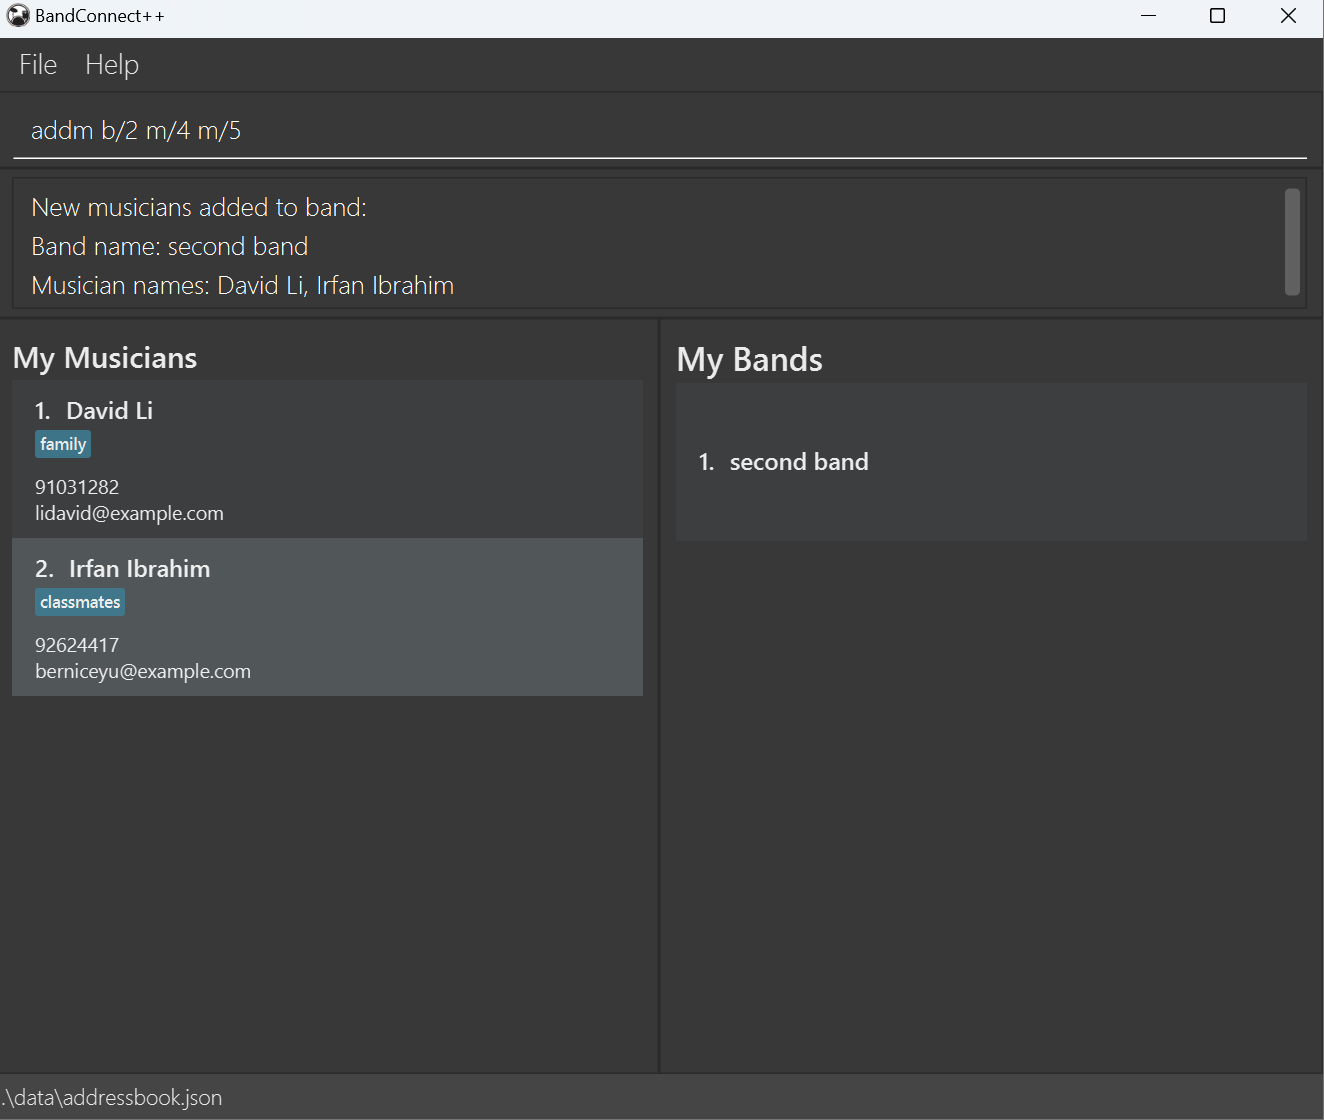 BandConnect++
File Help
addm b/2 m/4 m/5
New musicians added to band:
Band name: second band
Musician names: David Li, Irfan Ibrahim
My Musicians
1. David Li
family
91031282
lidavid@example.com
2. Irfan Ibrahim
classmates
92624417
berniceyu@example.com
My Bands
1. second band
.\data\addressbook.json